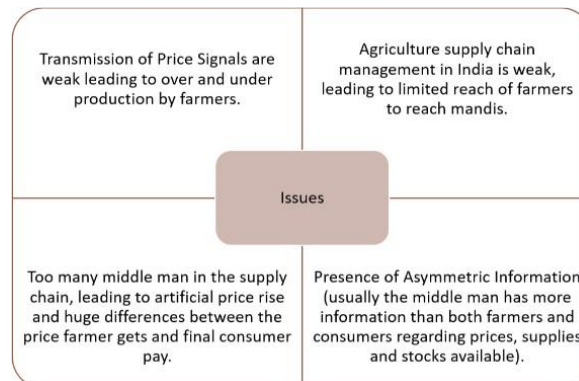 Transmission of Price Signals are
weak leading to over and under
production by farmers.
Agriculture supply chain
management in India is weak,
leading to limited reach of farmers
to reach mandis.
Issues
Too many middle man in the supply
chain, leading to artificial price rise
and huge differences between the
price farmer gets and final consumer
pay.
Presence of Asymmetric Information
(usually the middle man has more
information than both farmers and
consumers regarding prices, supplies
and stocks available).